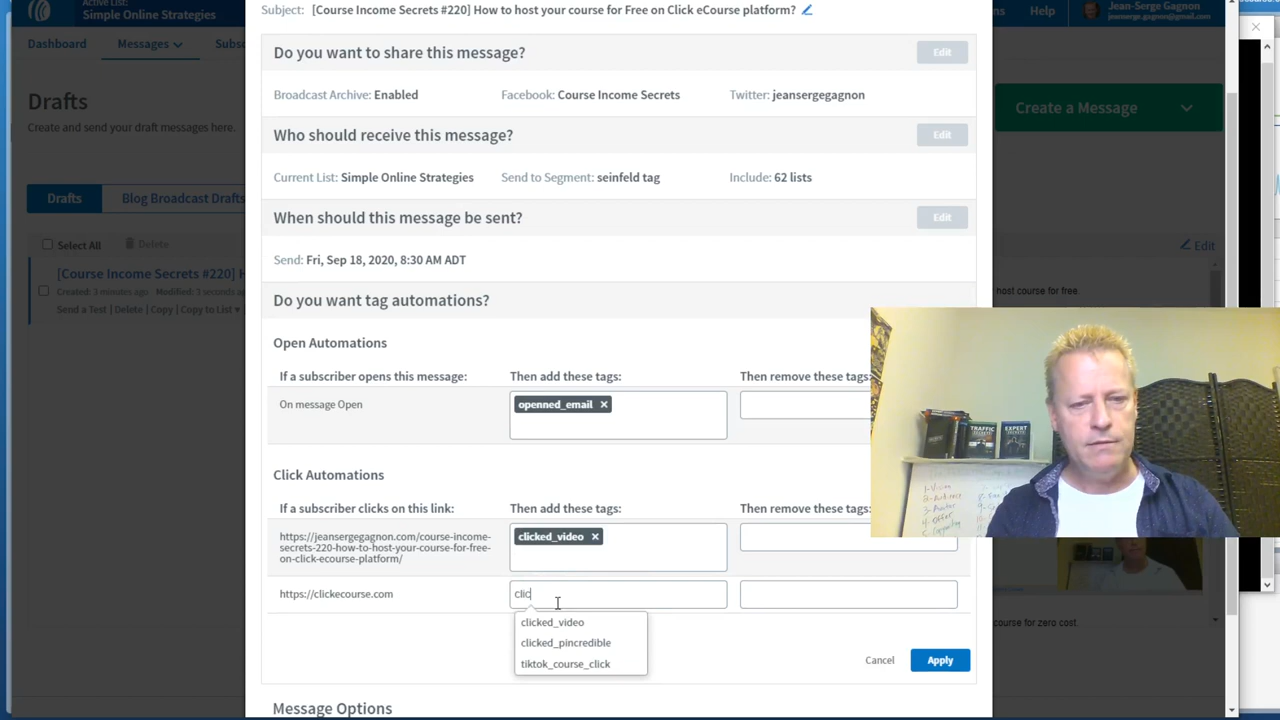 Active List:
Simple Online Strategies
Subject: [Course Income Secrets #220] How to host your course for Free on Click eCourse platform?
Help
Jean-Serge Gagnon
jeanserge.gagnon@gmail.com
Dashboard
Messages
Do you want to share this message?
Edit
Broadcast Archive: Enabled
Facebook: Course Income Secrets
Twitter: jeansergegagnon
Drafts
Create and send your draft messages here.
Create a Message
Who should receive this message?
Edit
Current List: Simple Online Strategies
Send to Segment: seinfeld tag
Include: 62 lists
Drafts
Blog Broadcast Drafts
When should this message be sent?
Edit
Select All
Delete
Edit
Send: Fri, Sep 18, 2020, 8:30 AM ADT
[Course Income Secrets #220] H
Created: 3 minutes ago
Modified: 3 seconds ag
host course for free.
Send a Test | Delete | Copy | Copy to List
Do you want tag automations?
Open Automations
If a subscriber opens this message:
Then add these tags:
Then remove these tags:
On message Open
openned_email ×
TRAFFIC
SECRETS
EXPERT
SECRETS
Click Automations
If a subscriber clicks on this link:
Then add these tags:
Then remove these tags:
https://jeansergegagnon.com/course-income-
secrets-220-how-to-host-your-course-for-free-
on-click-ecourse-platform/
clicked_video ×
https://clickecourse.com
clic
clicked_video
course for zero cost.
clicked_pincredible
tiktok_course_click
Cancel
Apply
Message Options